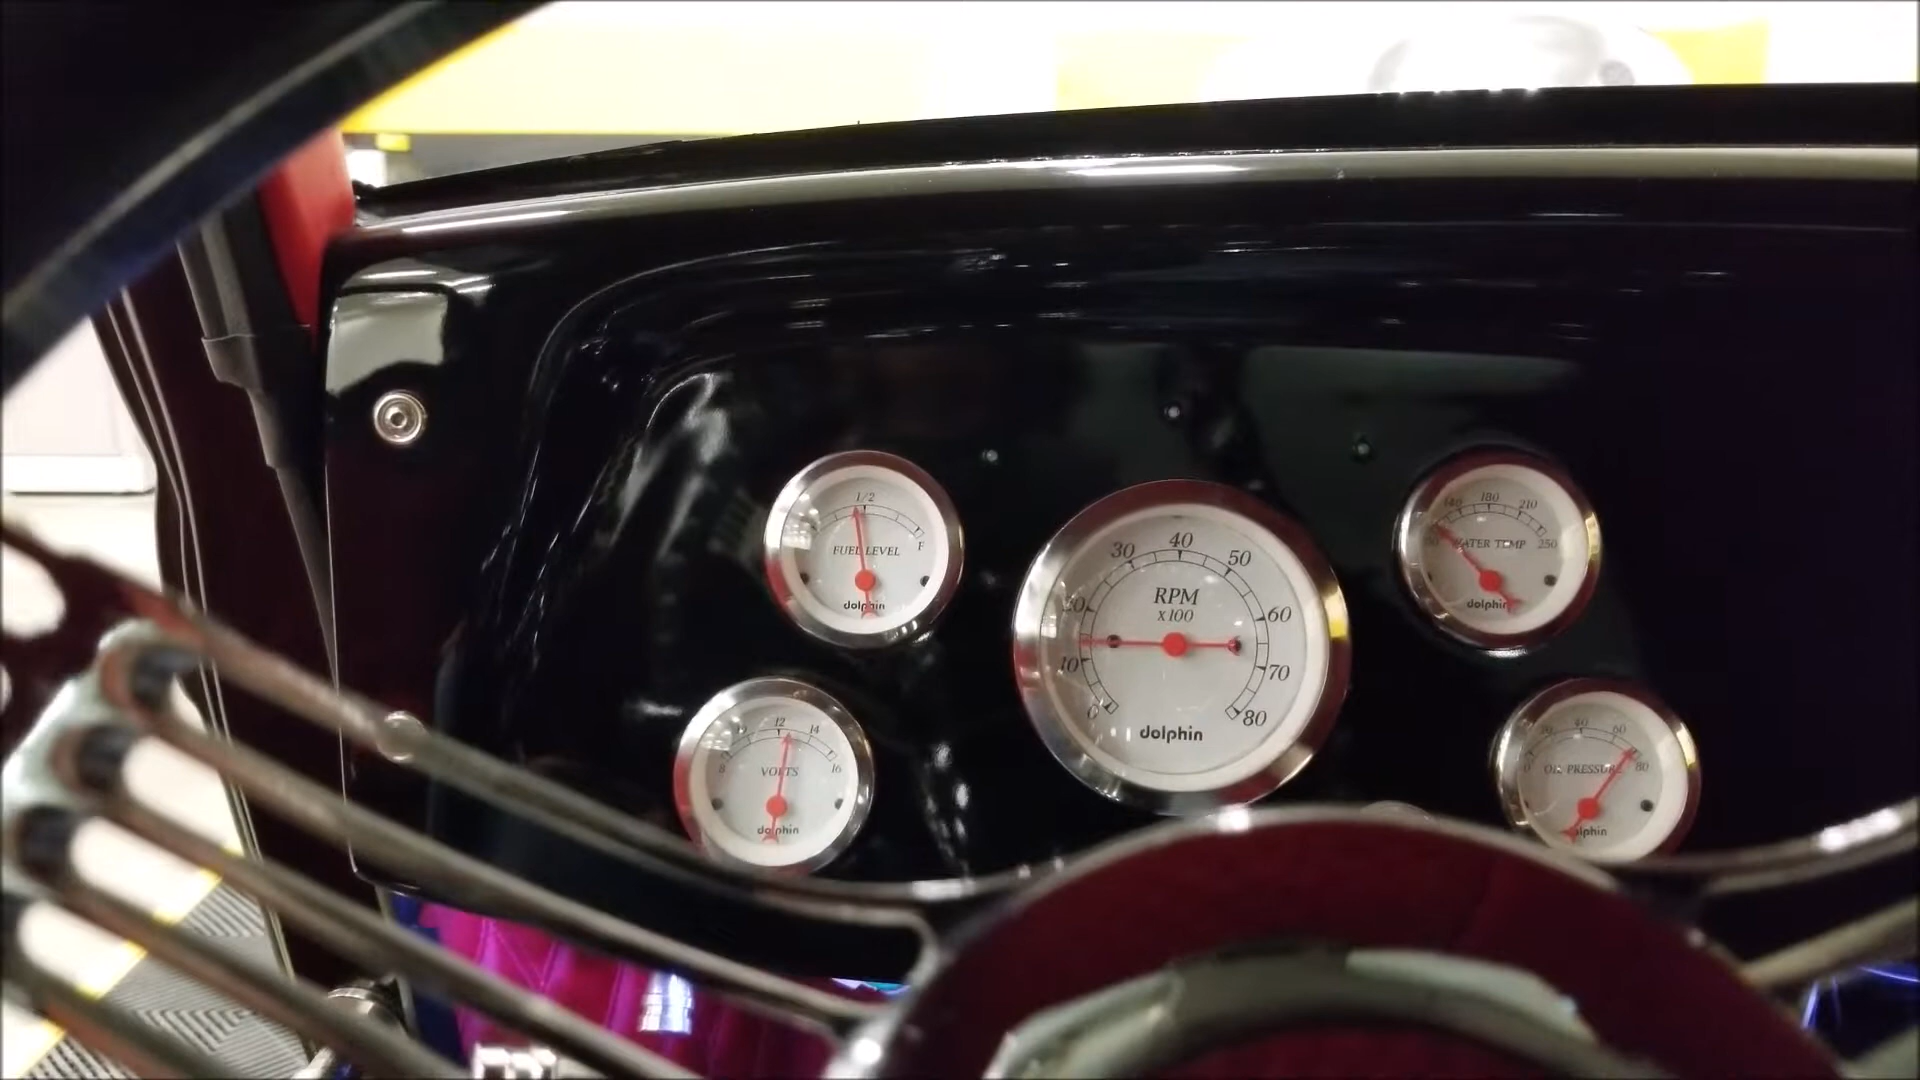 1/2
F
FUEL LEVEL
dolphin
0
10
20
30
40
50
60
70
80
RPM
x100
dolphin
140
180
210
250
WATER TEMP
dolphin
8
12
14
16
VOLTS
dolphin
0
40
60
80
OIL PRESSURE
dolphin